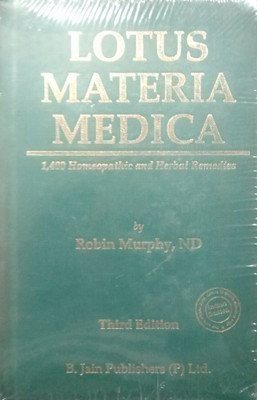 LOTUS
MATERIA
MEDICA
1,400 Homeopathic and Herbal Remedies
by
Robin Murphy, ND
Third Edition
B. Jain Publishers (P) Ltd.